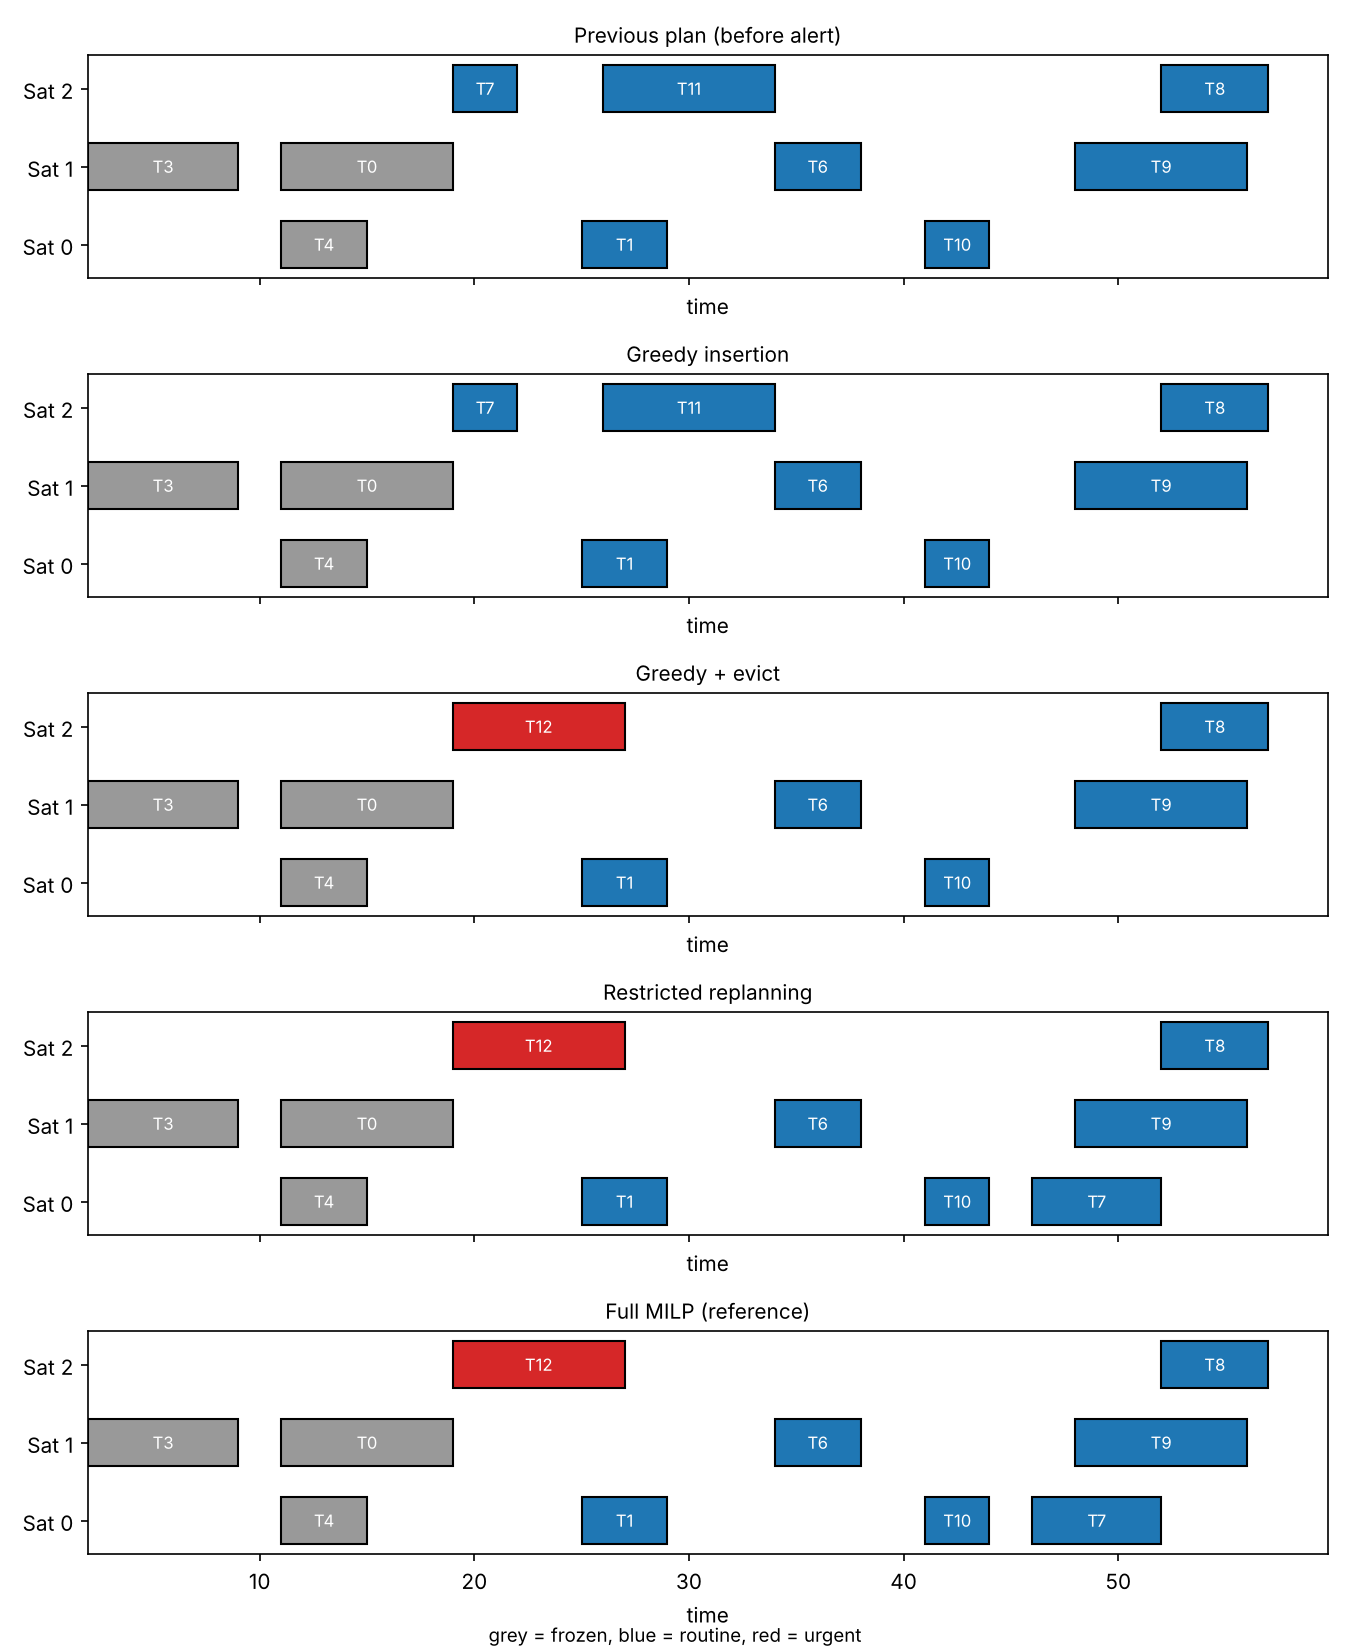 Previous plan (before alert)
Sat 2 T7 T11 T8
Sat 1 T3 T0 T6 T9
Sat 0 T4 T1 T10
time
Greedy insertion
Sat 2 T7 T11 T8
Sat 1 T3 T0 T6 T9
Sat 0 T4 T1 T10
time
Greedy + evict
Sat 2 T12 T8
Sat 1 T3 T0 T6 T9
Sat 0 T4 T1 T10
time
Restricted replanning
Sat 2 T12 T8
Sat 1 T3 T0 T6 T9
Sat 0 T4 T1 T10 T7
time
Full MILP (reference)
Sat 2 T12 T8
Sat 1 T3 T0 T6 T9
Sat 0 T4 T1 T10 T7
10 20 30 40 50
time
grey = frozen, blue = routine, red = urgent